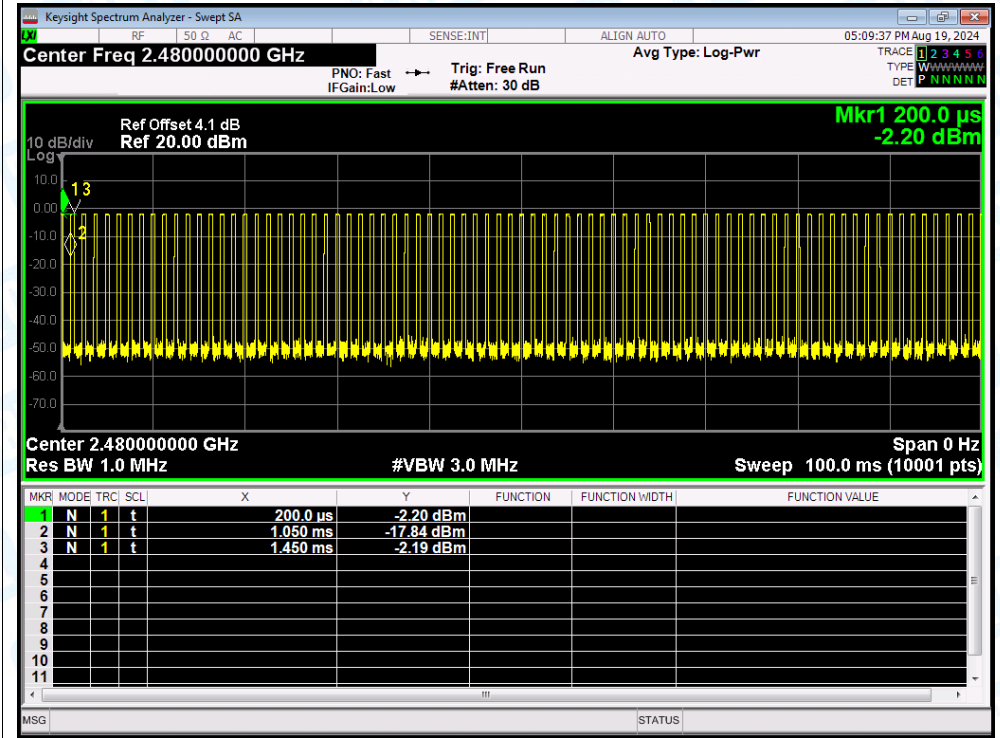 Keysight Spectrum Analyzer - Swept SA
LXI RF 50 Ω AC SENSE:INT ALIGN AUTO 05:09:37 PM Aug 19, 2024
Center Freq 2.480000000 GHz Avg Type: Log-Pwr TRACE 1 2 3 4 5 6
PNO: Fast Trig: Free Run TYPE WWWWWW
IFGain:Low #Atten: 30 dB DET P N N N N N
Ref Offset 4.1 dB Mkr1 200.0 µs
10 dB/div Ref 20.00 dBm -2.20 dBm
Log
10.0
1 3
0.00
-10.0
2
-20.0
-30.0
-40.0
-50.0
-60.0
-70.0
Center 2.480000000 GHz Span 0 Hz
Res BW 1.0 MHz #VBW 3.0 MHz Sweep 100.0 ms (10001 pts)
MKR MODE TRC SCL X Y FUNCTION FUNCTION WIDTH FUNCTION VALUE
1 N 1 t 200.0 µs -2.20 dBm
2 N 1 t 1.050 ms -17.84 dBm
3 N 1 t 1.450 ms -2.19 dBm
4
5
6
7
8
9
10
11
MSG STATUS